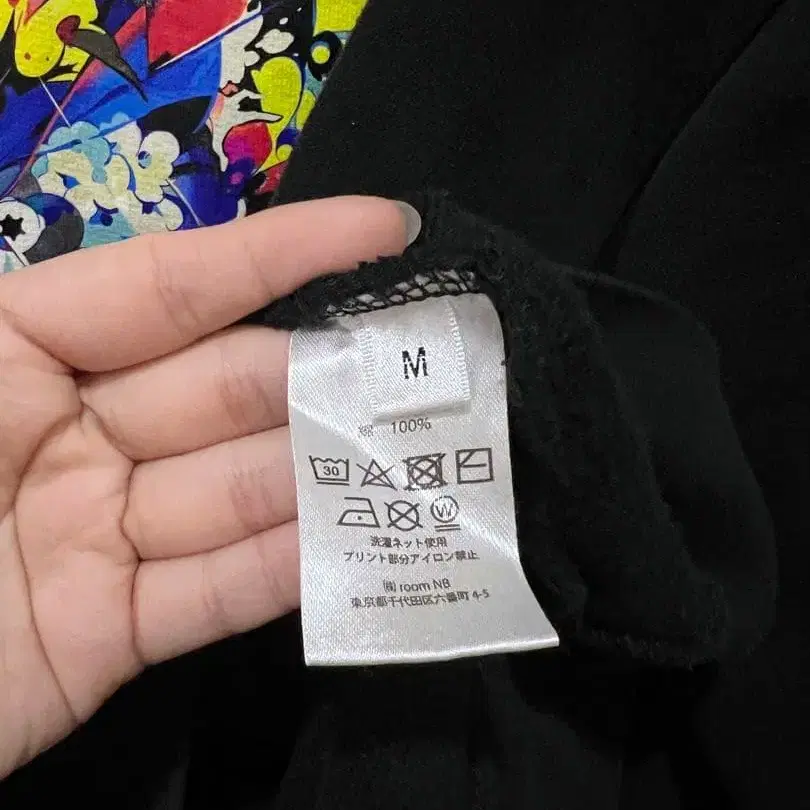 M
綿 100%
30
W
洗濯ネット使用
プリント部分アイロン禁止
㈱ room NB
東京都千代田区六番町 4-5